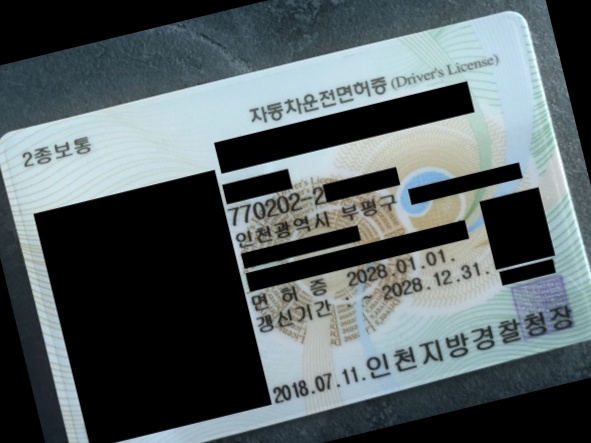 자동차운전면허증 (Driver's License)
2종보통
770202-2
인천광역시 부평구
면 허 증 2028.01.01.
갱신기간 ~ 2028.12.31.
2018.07.11. 인천지방경찰청장